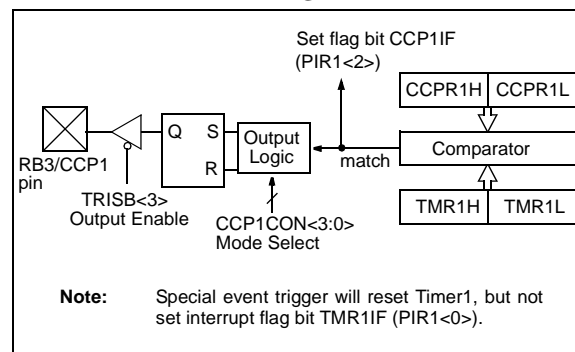 Set flag bit CCP1IF
(PIR1<2>)
CCPR1H CCPR1L
Q S Output
Logic
R
match
Comparator
RB3/CCP1
pin
TRISB<3>
Output Enable
CCP1CON<3:0>
Mode Select
TMR1H TMR1L
Note: Special event trigger will reset Timer1, but not
set interrupt flag bit TMR1IF (PIR1<0>).